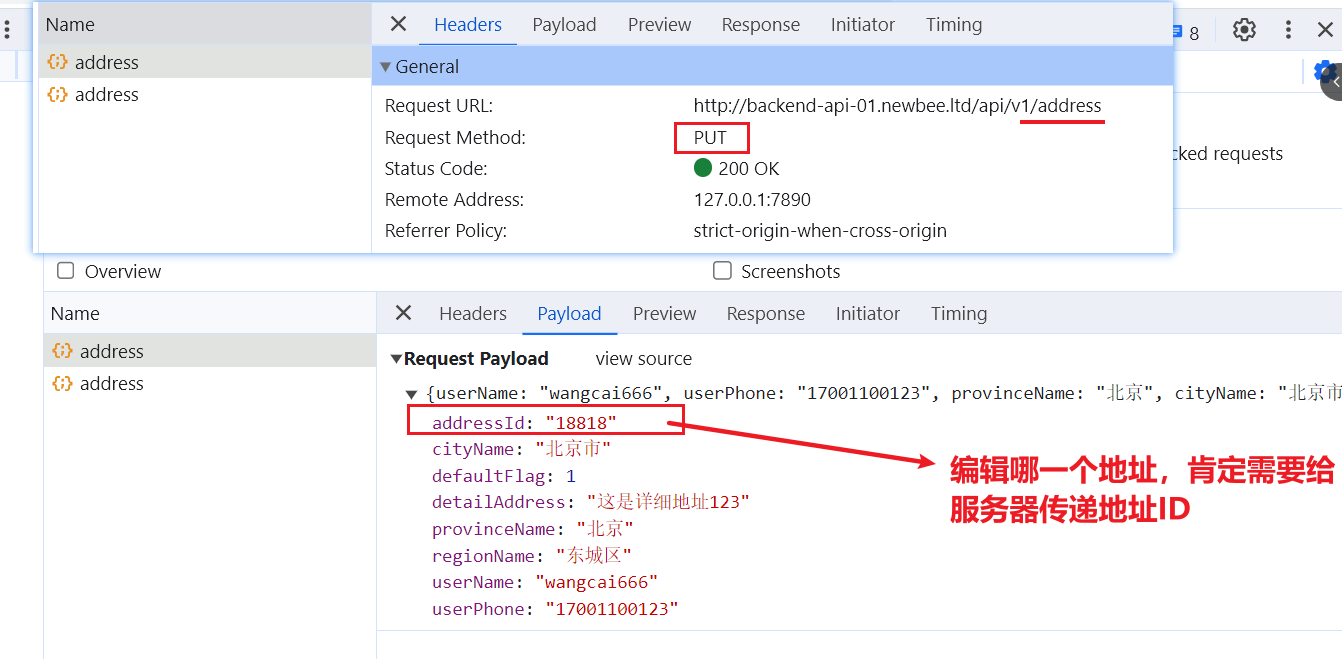 Name
Headers Payload Preview Response Initiator Timing
8
address
General
address
Request URL: http://backend-api-01.newbee.ltd/api/v1/address
Request Method: PUT
cked requests
Status Code: 200 OK
Remote Address: 127.0.0.1:7890
Referrer Policy: strict-origin-when-cross-origin
Overview Screenshots
Name
Headers Payload Preview Response Initiator Timing
address
Request Payload view source
address
{userName: "wangcai666", userPhone: "17001100123", provinceName: "北京", cityName: "北京市
addressId: "18818"
cityName: "北京市"
defaultFlag: 1
detailAddress: "这是详细地址123"
provinceName: "北京"
regionName: "东城区"
userName: "wangcai666"
userPhone: "17001100123"
编辑哪一个地址，肯定需要给
服务器传递地址ID